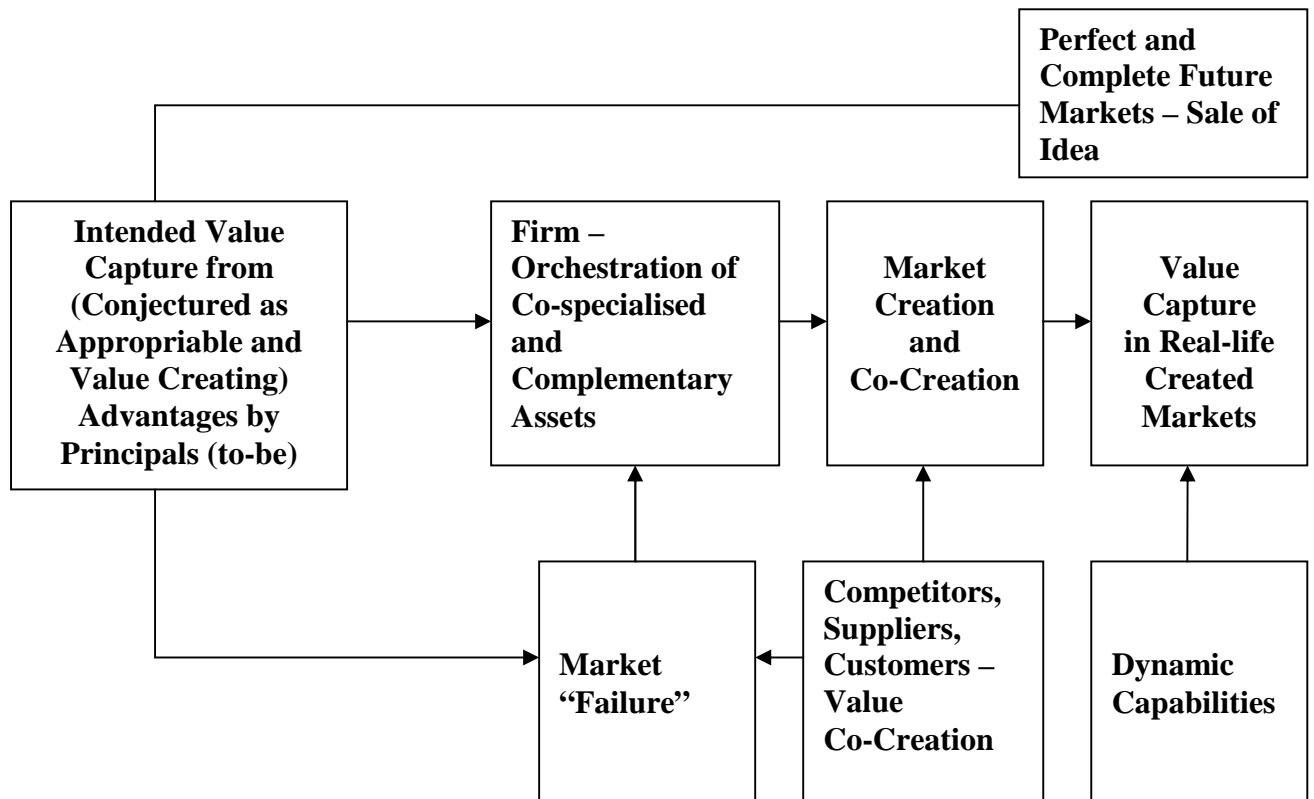 Perfect and
Complete Future
Markets – Sale of
Idea
Intended Value
Capture from
(Conjectured as
Appropriable and
Value Creating)
Advantages by
Principals (to-be)
Firm –
Orchestration of
Co-specialised
and
Complementary
Assets
Market
Creation
and
Co-Creation
Value
Capture
in Real-life
Created
Markets
Market
“Failure”
Competitors,
Suppliers,
Customers –
Value
Co-Creation
Dynamic
Capabilities